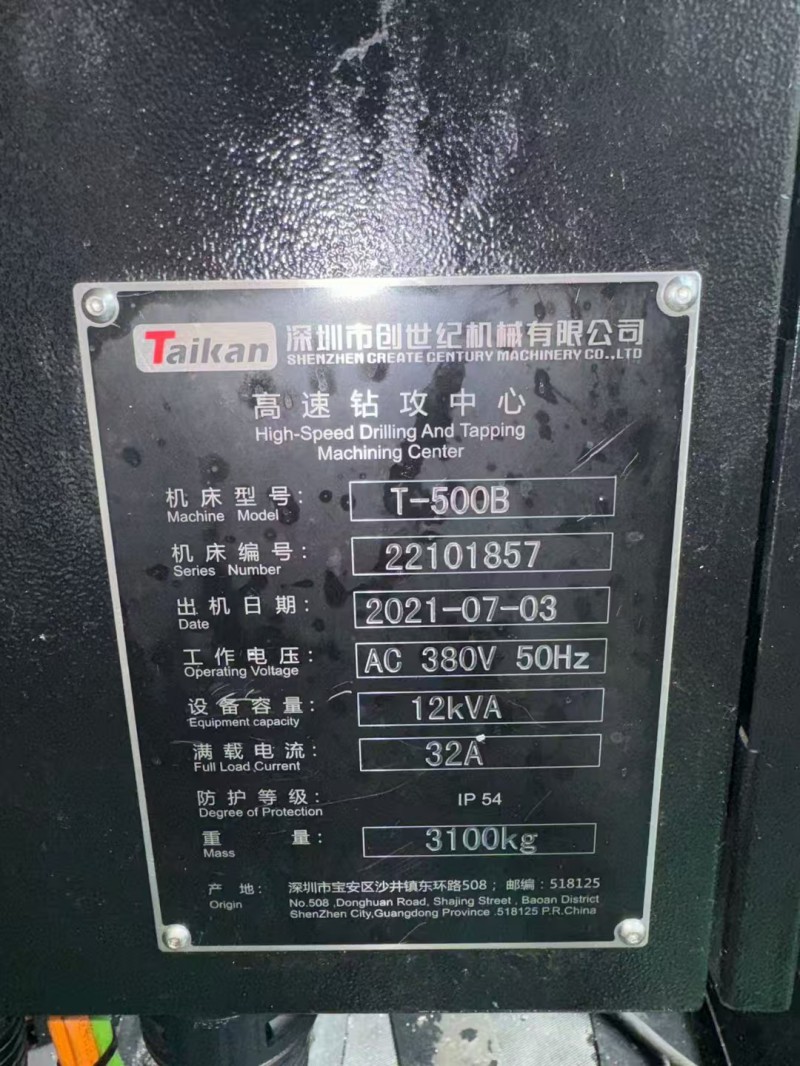 Taikan 深圳市创世纪机械有限公司
SHENZHEN CREATE CENTURY MACHINERY CO.,LTD
高速钻攻中心
High-Speed Drilling And Tapping
Machining Center
机床型号: T-500B
Machine Model
机床编号: 22101857
Series Number
出机日期: 2021-07-03
Date
工作电压: AC 380V 50Hz
Operating Voltage
设备容量: 12kVA
Equipment capacity
满载电流: 32A
Full Load Current
防护等级: IP 54
Degree of Protection
重量: 3100kg
Mass
产地: 深圳市宝安区沙井镇东环路508; 邮编:518125
Origin No.508 ,Donghuan Road, Shajing Street , Baoan District
ShenZhen City,Guangdong Province .518125 P.R.China